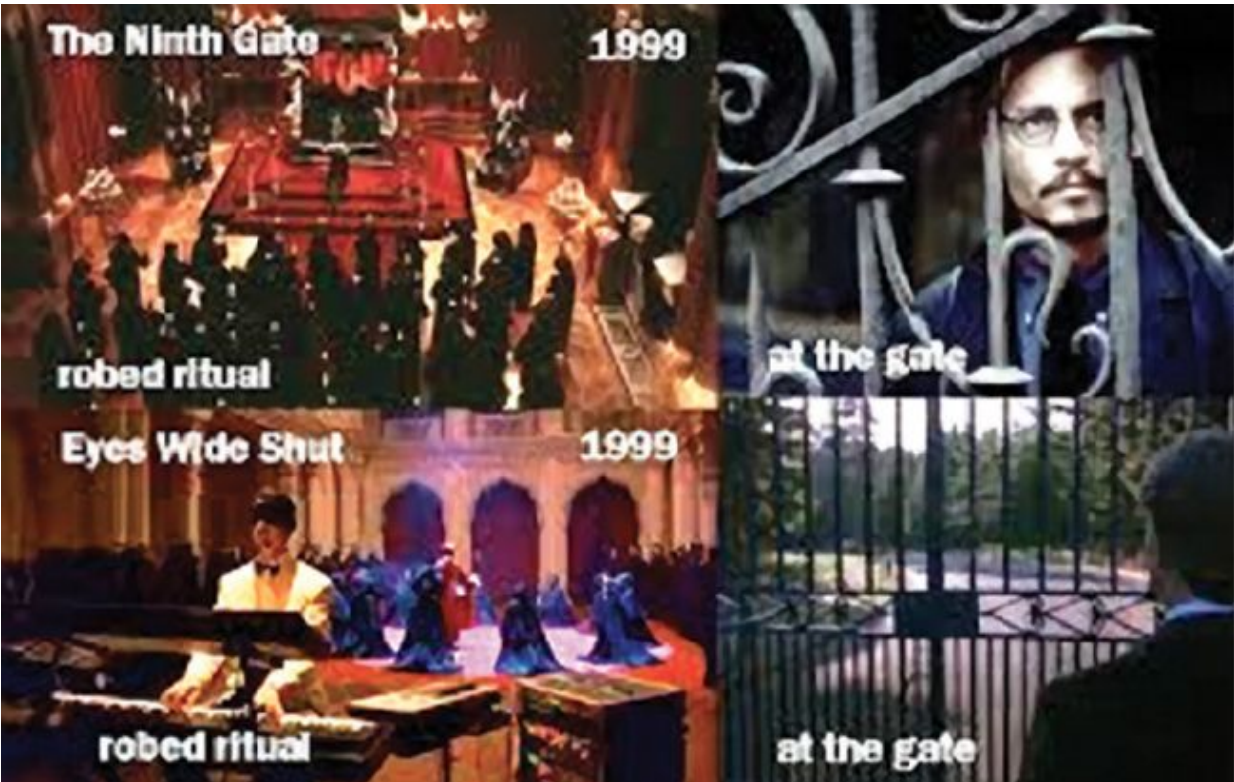 The Ninth Gate
1999
robed ritual
at the gate
Eyes Wide Shut
1999
robed ritual
at the gate